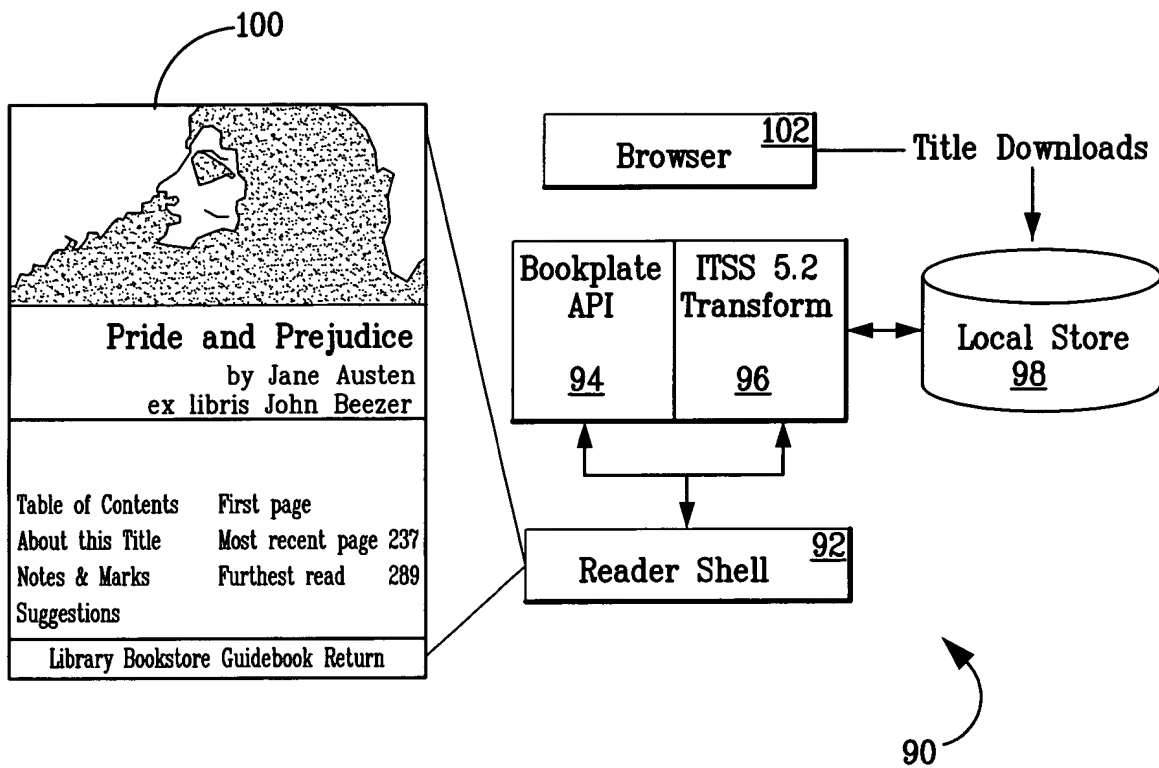 100
Pride and Prejudice
by Jane Austen
ex libris John Beezer
Table of Contents First page
About this Title Most recent page 237
Notes & Marks Furthest read 289
Suggestions
Library Bookstore Guidebook Return
Browser 102
Title Downloads
Bookplate
API
94
ITSS 5.2
Transform
96
Local Store
98
Reader Shell 92
90